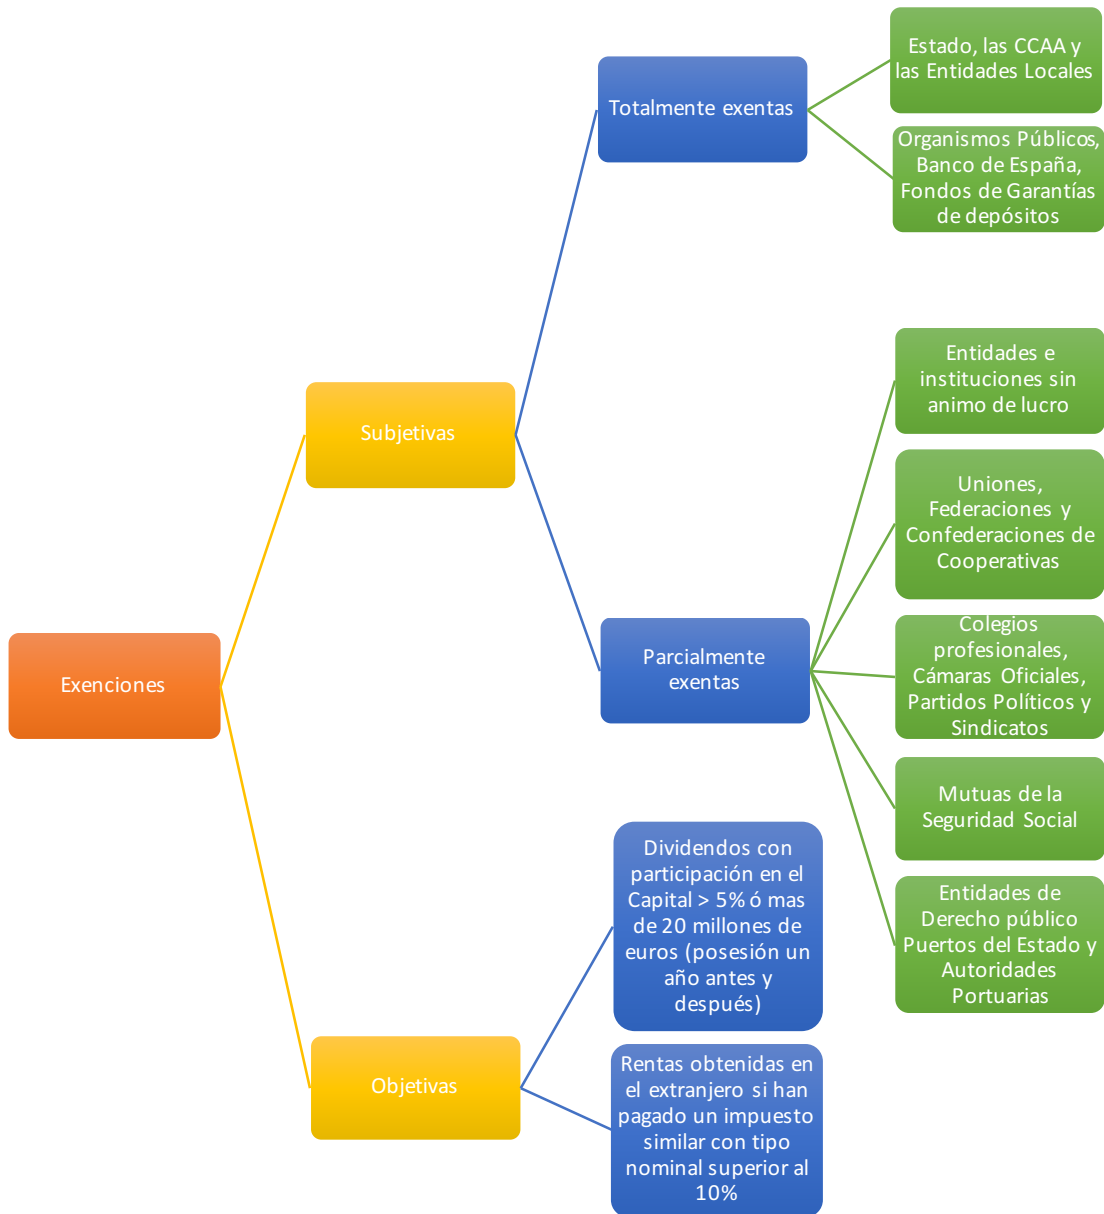 Exenciones
Subjetivas
Totalmente exentas
Estado, las CCAA y
las Entidades Locales
Organismos Públicos,
Banco de España,
Fondos de Garantías
de depósitos
Parcialmente
exentas
Entidades e
instituciones sin
animo de lucro
Uniones,
Federaciones y
Confederaciones de
Cooperativas
Colegios
profesionales,
Cámaras Oficiales,
Partidos Políticos y
Sindicatos
Mutuas de la
Seguridad Social
Entidades de
Derecho público
Puertos del Estado y
Autoridades
Portuarias
Objetivas
Dividendos con
participación en el
Capital > 5% ó mas
de 20 millones de
euros (posesión un
año antes y
después)
Rentas obtenidas en
el extranjero si han
pagado un impuesto
similar con tipo
nominal superior al
10%